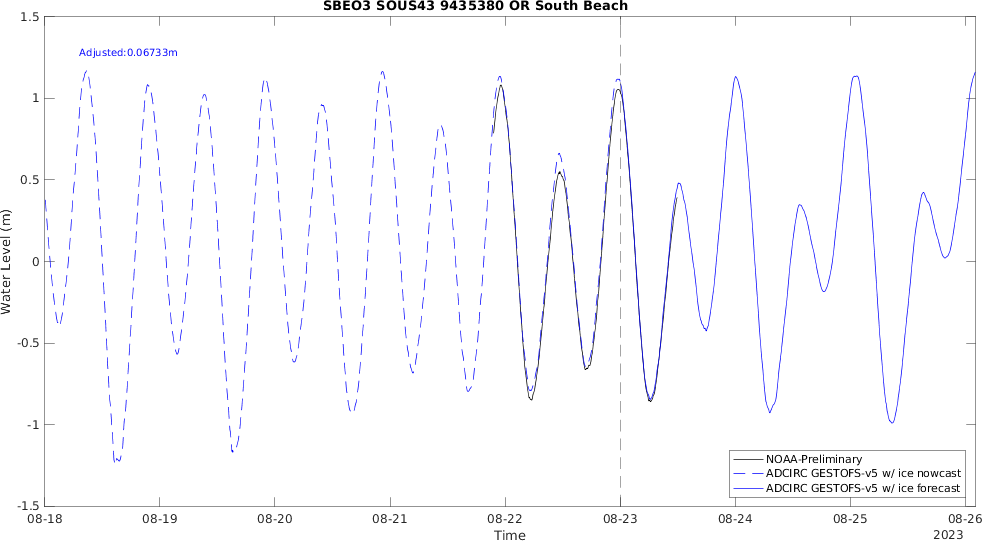 SBEO3 SOUS43 9435380 OR South Beach
Adjusted:0.06733m
1.5
1
0.5
0
-0.5
-1
-1.5
Water Level (m)
NOAA-Preliminary
ADCIRC GESTOFS-v5 w/ ice nowcast
ADCIRC GESTOFS-v5 w/ ice forecast
08-18 08-19 08-20 08-21 08-22 08-23 08-24 08-25 08-26
Time
2023